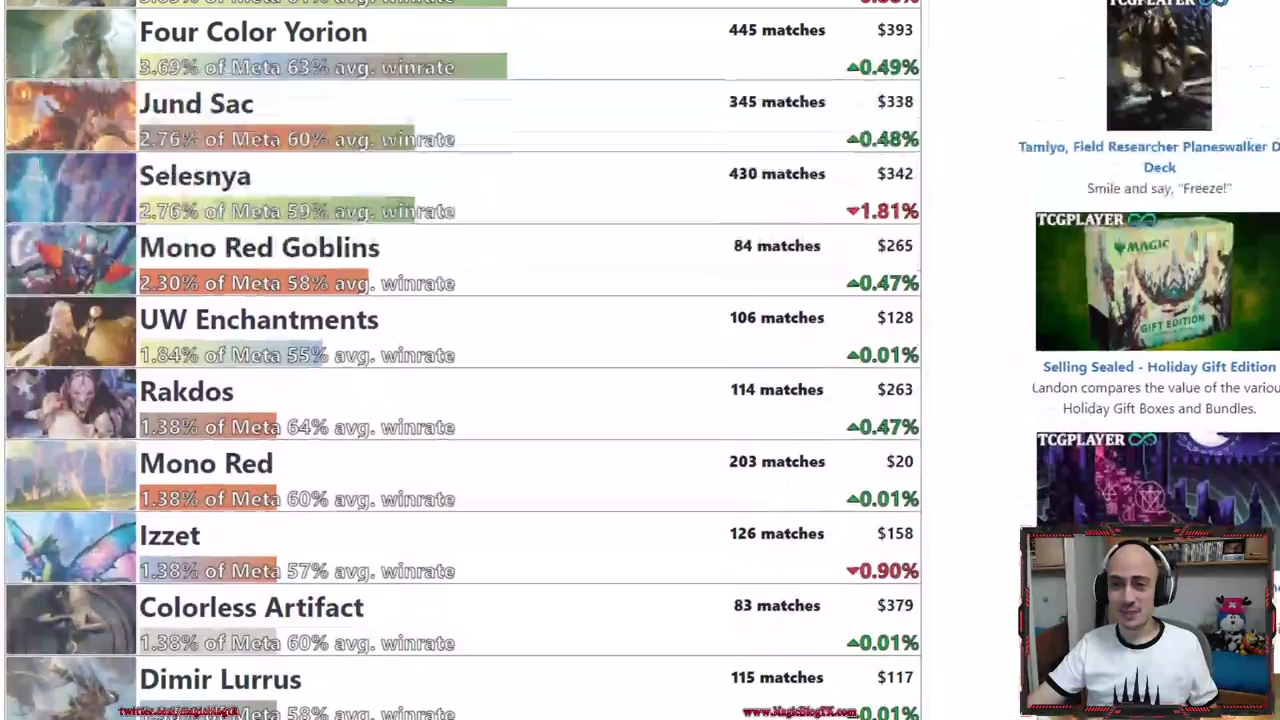 TCGPLAYER
Four Color Yorion 445 matches $393
3.69% of Meta 63% avg. winrate 0.49%
Jund Sac 345 matches $338
2.76% of Meta 60% avg. winrate 0.48%
Selesnya 430 matches $342
2.76% of Meta 59% avg. winrate 1.81%
Mono Red Goblins 84 matches $265
2.30% of Meta 58% avg. winrate 0.47%
UW Enchantments 106 matches $128
1.84% of Meta 55% avg. winrate 0.01%
Rakdos 114 matches $263
1.38% of Meta 64% avg. winrate 0.47%
Mono Red 203 matches $20
1.38% of Meta 60% avg. winrate 0.01%
Izzet 126 matches $158
1.38% of Meta 57% avg. winrate 0.90%
Colorless Artifact 83 matches $379
1.38% of Meta 60% avg. winrate 0.01%
Dimir Lurrus 115 matches $117
Meta 58% avg. winrate 0.01%
www.MagicBlogTK.com
Tamiyo, Field Researcher Planeswalker D
Deck
Smile and say, "Freeze!"
TCGPLAYER
MAGIC
GIFT EDITION
Selling Sealed - Holiday Gift Edition
Landon compares the value of the variou
Holiday Gift Boxes and Bundles.
TCGPLAYER